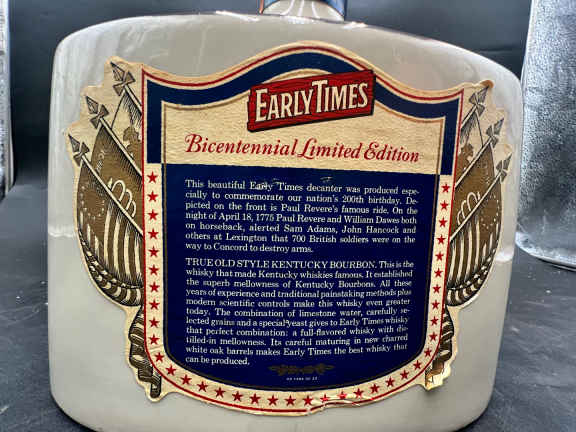 EARLY TIMES
Bicentennial Limited Edition
This beautiful Early Times decanter was produced espe-
cially to commemorate our nation's 200th birthday. De-
picted on the front is Paul Revere's famous ride. On the
night of April 18, 1775 Paul Revere and William Dawes both
on horseback, alerted Sam Adams, John Hancock and
others at Lexington that 700 British soldiers were on the
way to Concord to destroy arms.
TRUE OLD STYLE KENTUCKY BOURBON. This is the
whisky that made Kentucky whiskies famous. It established
the superb mellowness of Kentucky Bourbons. All these
years of experience and traditional painstaking methods plus
modern scientific controls make this whisky even greater
today. The combination of limestone water, carefully se-
lected grains and a special yeast gives to Early Times whisky
that perfect combination: a full-flavored whisky with dis-
tilled-in mellowness. Its careful maturing in new charred
white oak barrels makes Early Times the best whisky that
can be produced.